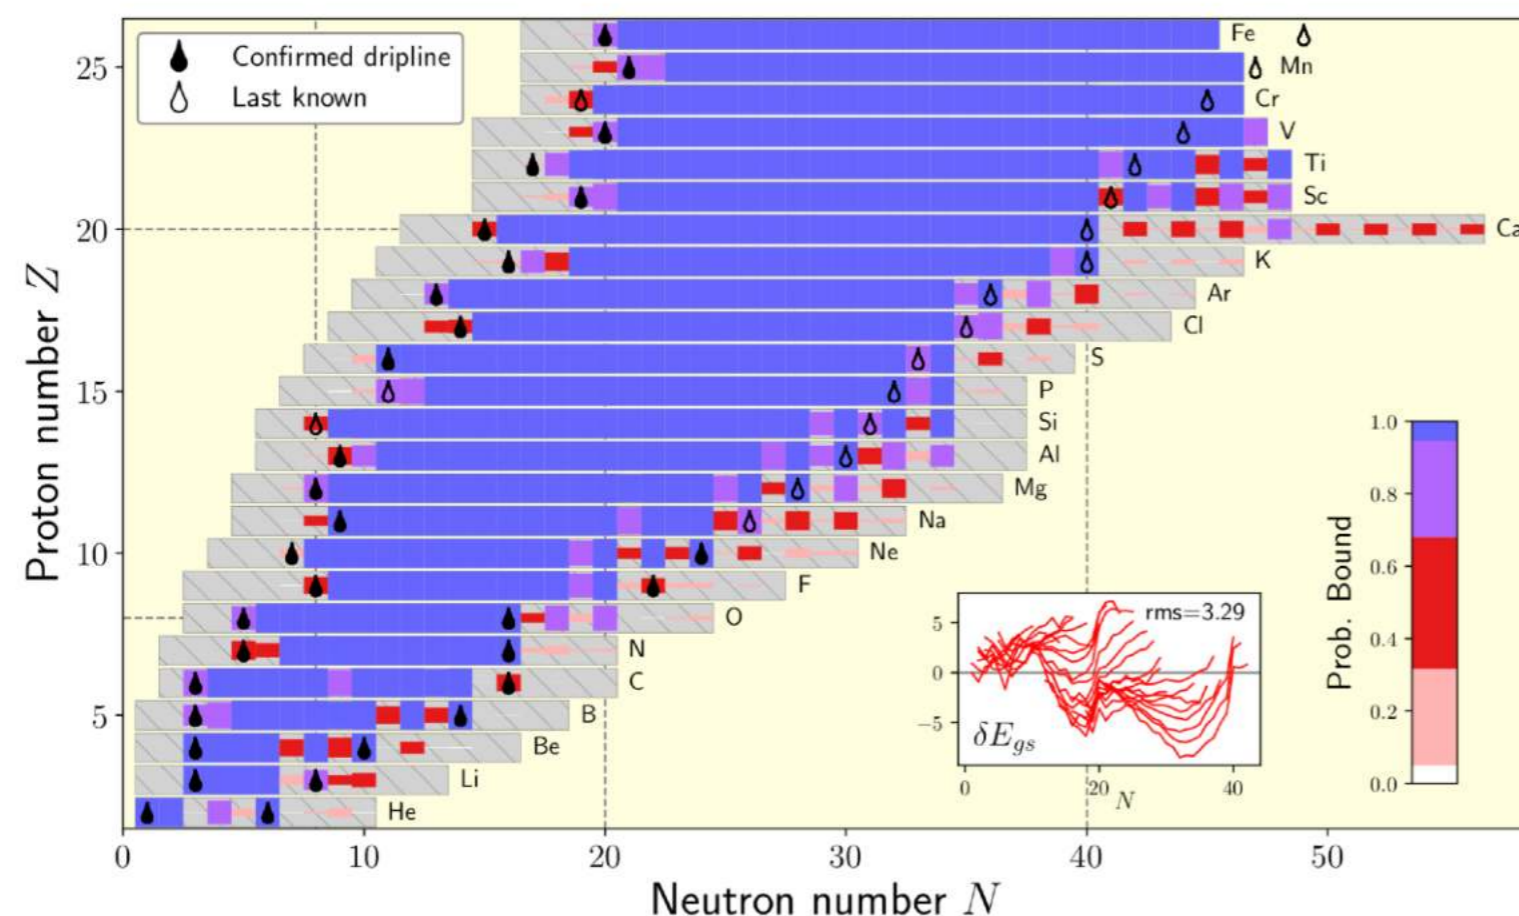 Confirmed dripline
Last known
Fe
Mn
Cr
V
Ti
Sc
Ca
K
Ar
Cl
S
P
Si
Al
Mg
Na
Ne
F
O
N
C
B
Be
Li
He
25
20
15
10
5
Proton number Z
0
10
20
30
40
50
Neutron number N
rms=3.29
5
0
−5
δE_gs
0
20
40
N
1.0
0.8
0.6
0.4
0.2
0.0
Prob. Bound